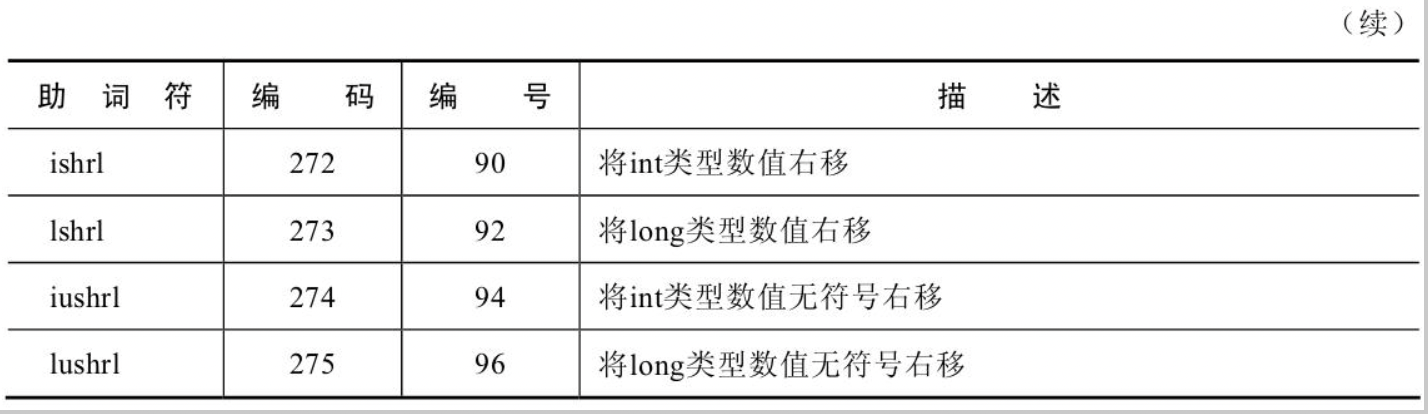 （续）
助词符 编码 编号 描述
ishrl 272 90 将int类型数值右移
lshrl 273 92 将long类型数值右移
iushrl 274 94 将int类型数值无符号右移
lushrl 275 96 将long类型数值无符号右移